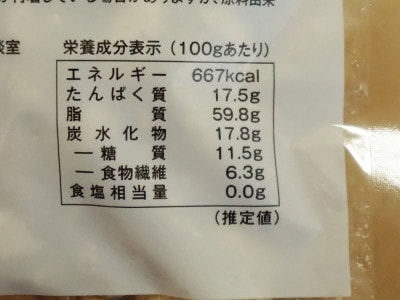 談室
栄養成分表示（100gあたり）
エネルギー 667kcal
たんぱく質 17.5g
脂質 59.8g
炭水化物 17.8g
―糖質 11.5g
―食物繊維 6.3g
食塩相当量 0.0g
（推定値）